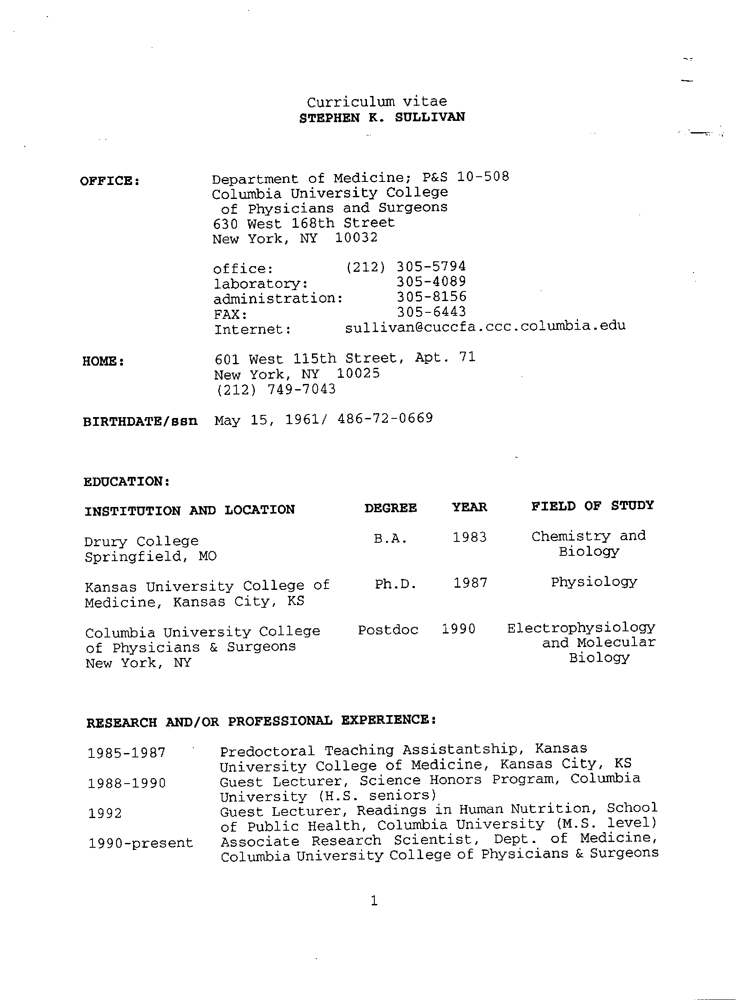 Curriculum vitae
STEPHEN K. SULLIVAN
OFFICE: Department of Medicine; P&S 10-508
Columbia University College
of Physicians and Surgeons
630 West 168th Street
New York, NY 10032
office: (212) 305-5794
laboratory: 305-4089
administration: 305-8156
FAX: 305-6443
Internet: sullivan@cuccfa.ccc.columbia.edu
HOME: 601 West 115th Street, Apt. 71
New York, NY 10025
(212) 749-7043
BIRTHDATE/ssn May 15, 1961/ 486-72-0669
EDUCATION:
INSTITUTION AND LOCATION DEGREE YEAR FIELD OF STUDY
Drury College B.A. 1983 Chemistry and
Springfield, MO Biology
Kansas University College of Ph.D. 1987 Physiology
Medicine, Kansas City, KS
Columbia University College Postdoc 1990 Electrophysiology
of Physicians & Surgeons and Molecular
New York, NY Biology
RESEARCH AND/OR PROFESSIONAL EXPERIENCE:
1985-1987 Predoctoral Teaching Assistantship, Kansas
University College of Medicine, Kansas City, KS
1988-1990 Guest Lecturer, Science Honors Program, Columbia
University (H.S. seniors)
1992 Guest Lecturer, Readings in Human Nutrition, School
of Public Health, Columbia University (M.S. level)
1990-present Associate Research Scientist, Dept. of Medicine,
Columbia University College of Physicians & Surgeons
1